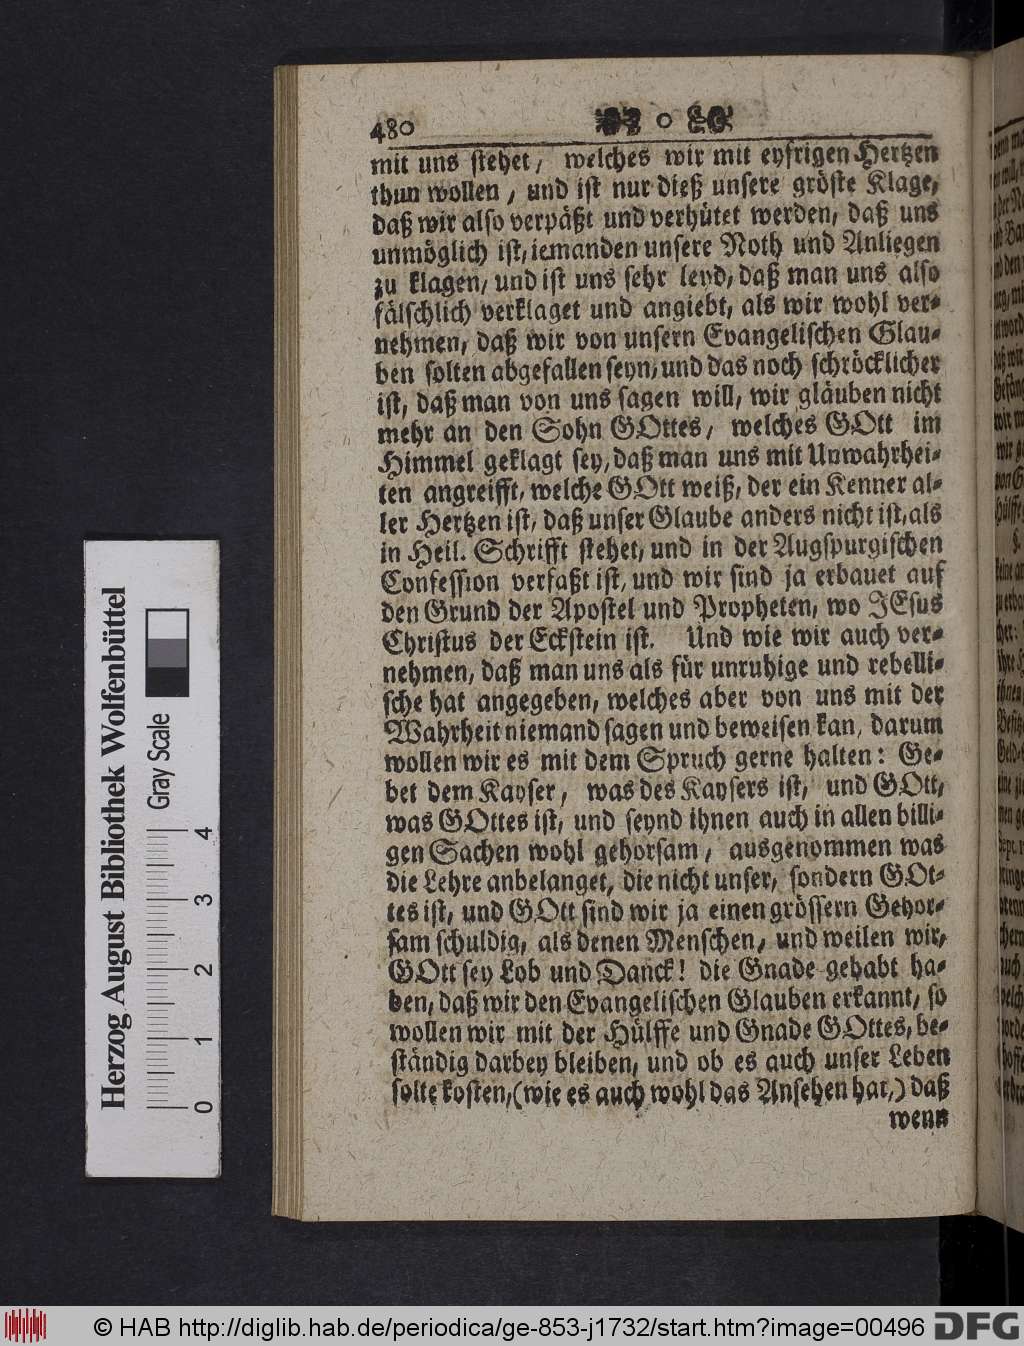 480
mit uns stehet, welches wir mit eyfrigen Hertzen
thun wollen, und ist nur dieß unsere gröste Klage,
daß wir also verpäßt und verhütet werden, daß uns
unmöglich ist, iemanden unsere Noth und Anliegen
zu klagen, und ist uns sehr leyd, daß man uns also
fälschlich verklaget und angiebt, als wir wohl ver-
nehmen, daß wir von unsern Evangelischen Glau-
ben solten abgefallen seyn, und das noch schröcklicher
ist, daß man von uns sagen will, wir gläuben nicht
mehr an den Sohn GOttes, welches GOtt im
Himmel geklagt sey, daß man uns mit Unwahrhei-
ten angreifft, welche GOtt weiß, der ein Kenner al-
ler Hertzen ist, daß unser Glaube anders nicht ist, als
in Heil. Schrifft stehet, und in der Augspurgischen
Confession verfaßt ist, und wir sind ja erbauet auf
den Grund der Apostel und Propheten, wo JEsus
Christus der Eckstein ist. Und wie wir auch ver-
nehmen, daß man uns als für unruhige und rebelli-
sche hat angegeben, welches aber von uns mit der
Wahrheit niemand sagen und beweisen kan, darum
wollen wir es mit dem Spruch gerne halten: Ge-
bet dem Kayser, was des Kaysers ist, und GOtt,
was GOttes ist, und seynd ihnen auch in allen billi-
gen Sachen wohl gehorsam, ausgenommen was
die Lehre anbelanget, die nicht unser, sondern GOt-
tes ist, und GOtt sind wir ja einen grössern Gehor-
sam schuldig, als denen Menschen, und weilen wir,
GOtt sey Lob und Danck! die Gnade gehabt ha-
ben, daß wir den Evangelischen Glauben erkannt, so
wollen wir mit der Hülffe und Gnade GOttes, be-
ständig darbey bleiben, und ob es auch unser Leben
solte kosten, (wie es auch wohl das Ansehen hat,) daß
wenn
Herzog August Bibliothek Wolfenbüttel
Gray Scale
0 1 2 3 4
© HAB http://diglib.hab.de/periodica/ge-853-j1732/start.htm?image=00496
DFG